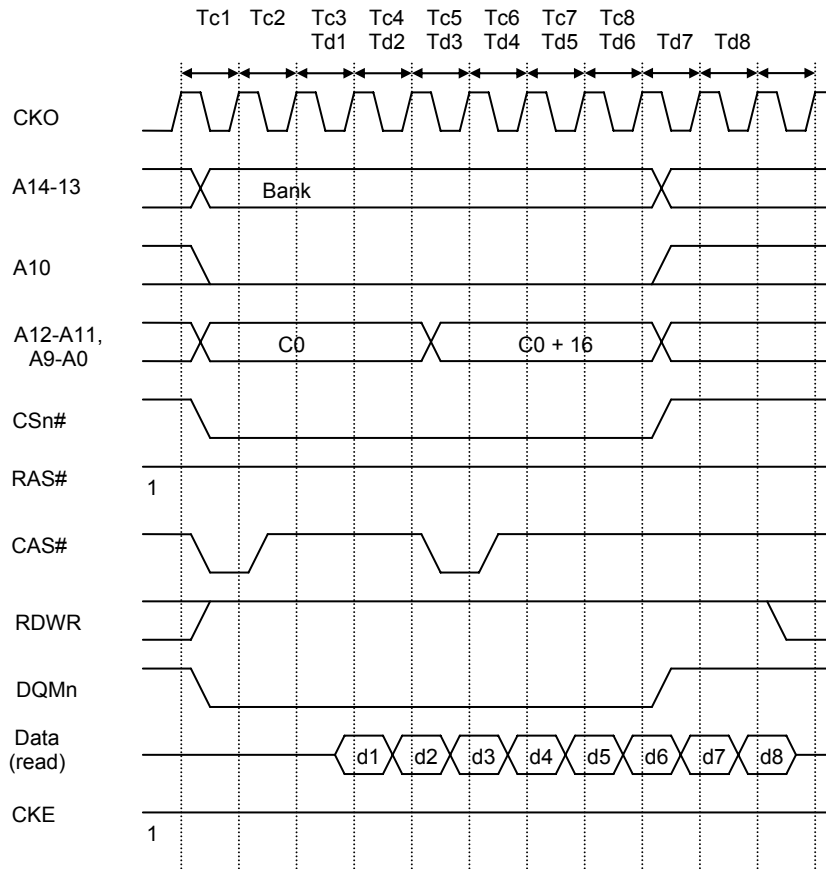 Tc1 Tc2 Tc3 Tc4 Tc5 Tc6 Tc7 Tc8
Td1 Td2 Td3 Td4 Td5 Td6 Td7 Td8
CKO
A14-13
Bank
A10
A12-A11,
A9-A0
C0
C0 + 16
CSn#
RAS#
1
CAS#
RDWR
DQMn
Data
(read)
d1 d2 d3 d4 d5 d6 d7 d8
CKE
1